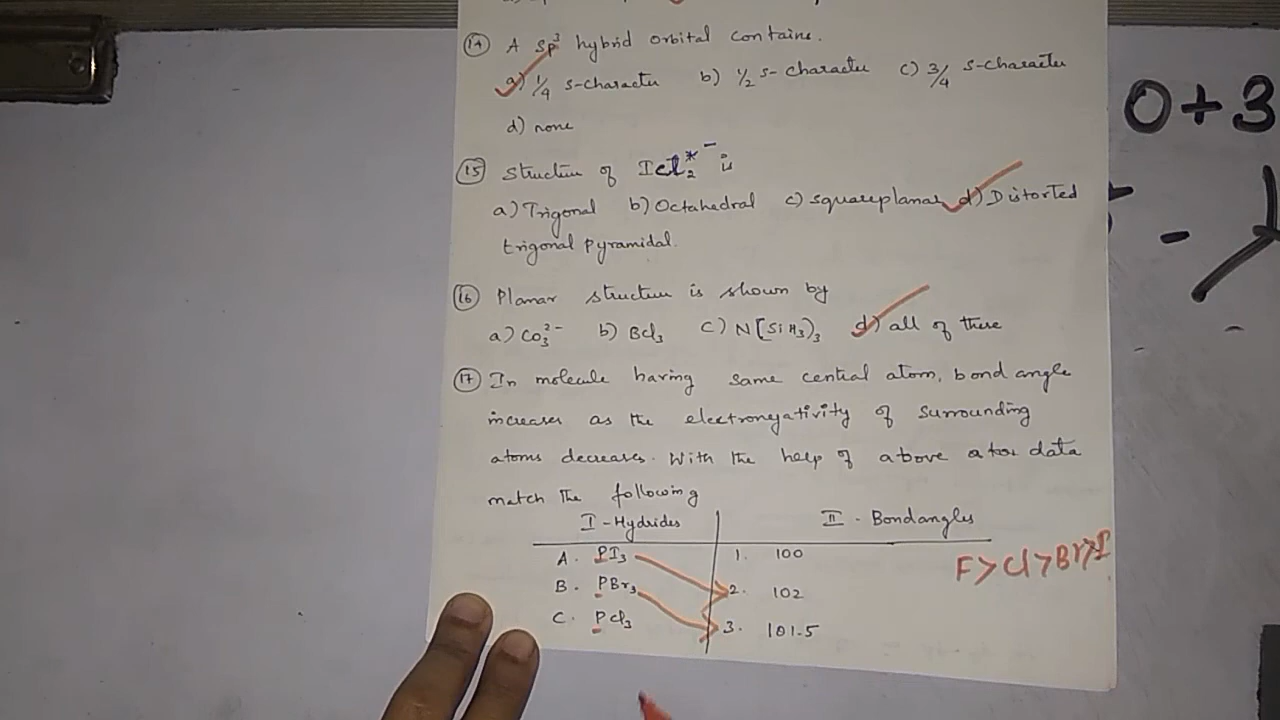 (14) A Sp³ hybrid orbital contains.
a) 1/4 s-character b) 1/2 s-character c) 3/4 s-character
d) none
(15) Structure of ICl₂*⁻ is
a) Trigonal b) Octahedral c) squareplanar d) Distorted
trigonal pyramidal.
(16) Planar structure is shown by
a) CO₃²⁻ b) BCl₃ c) N[SiH₃)₃ d) all of these
(17) In molecule having same central atom, bond angle
increases as the electronegativity of surrounding
atoms decreases. With the help of above data
match the following
I - Hydrides II - Bondangles
A. PI₃ 1. 100
B. PBr₃ 2. 102
C. PCl₃ 3. 101.5
F>Cl>Br>I
0+3